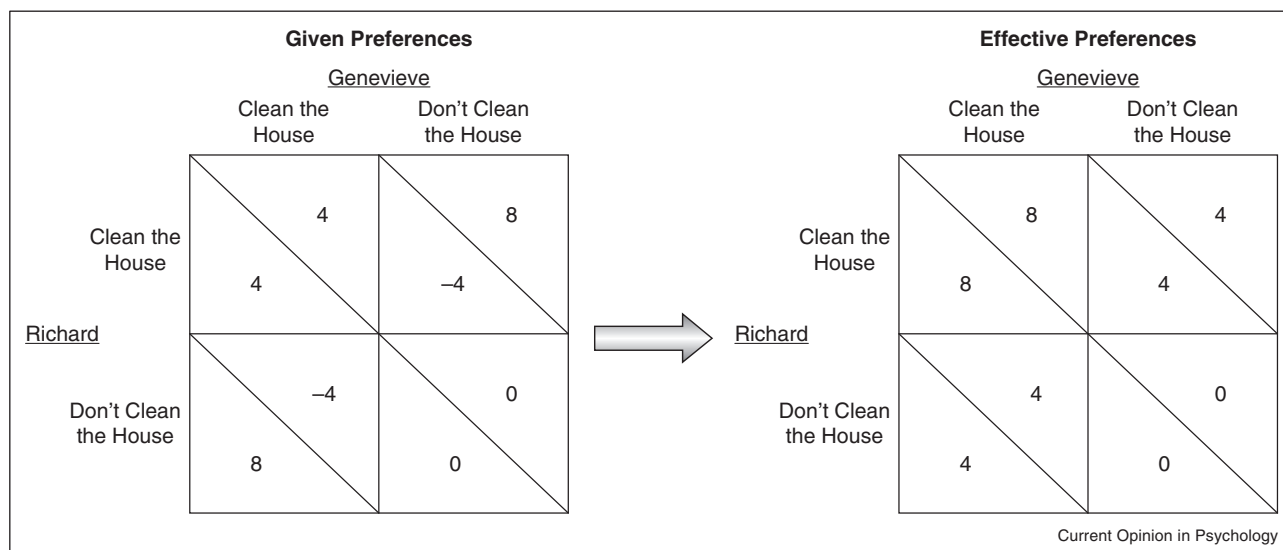 Given Preferences
Genevieve
Clean the House
Don't Clean the House
Clean the House
4
8
4
–4
Richard
Don't Clean the House
–4
0
8
0
Effective Preferences
Genevieve
Clean the House
Don't Clean the House
Clean the House
8
4
8
4
Richard
Don't Clean the House
4
0
4
0
Current Opinion in Psychology